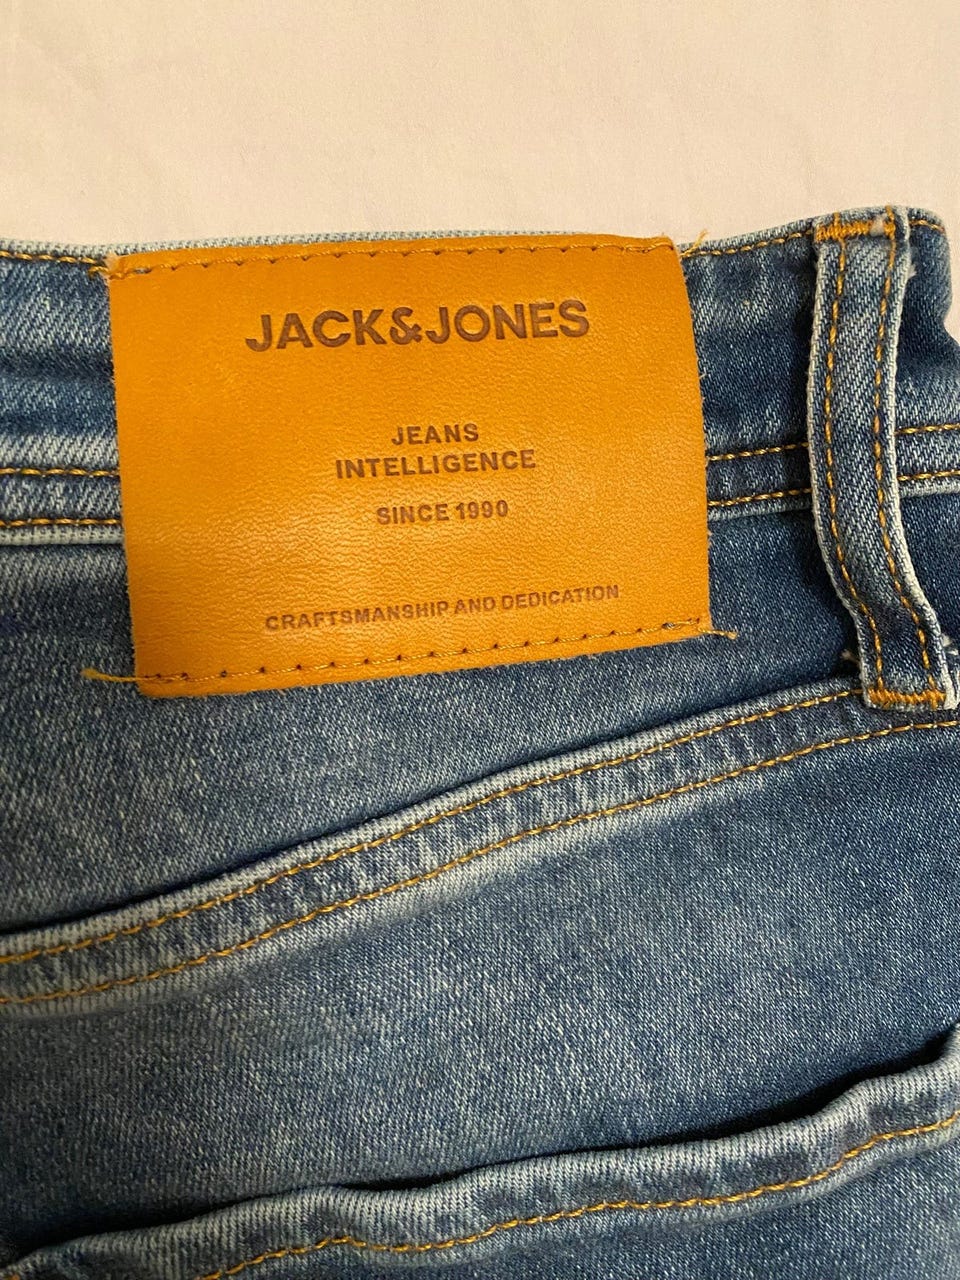 JACK&JONES
JEANS
INTELLIGENCE
SINCE 1990
CRAFTSMANSHIP AND DEDICATION